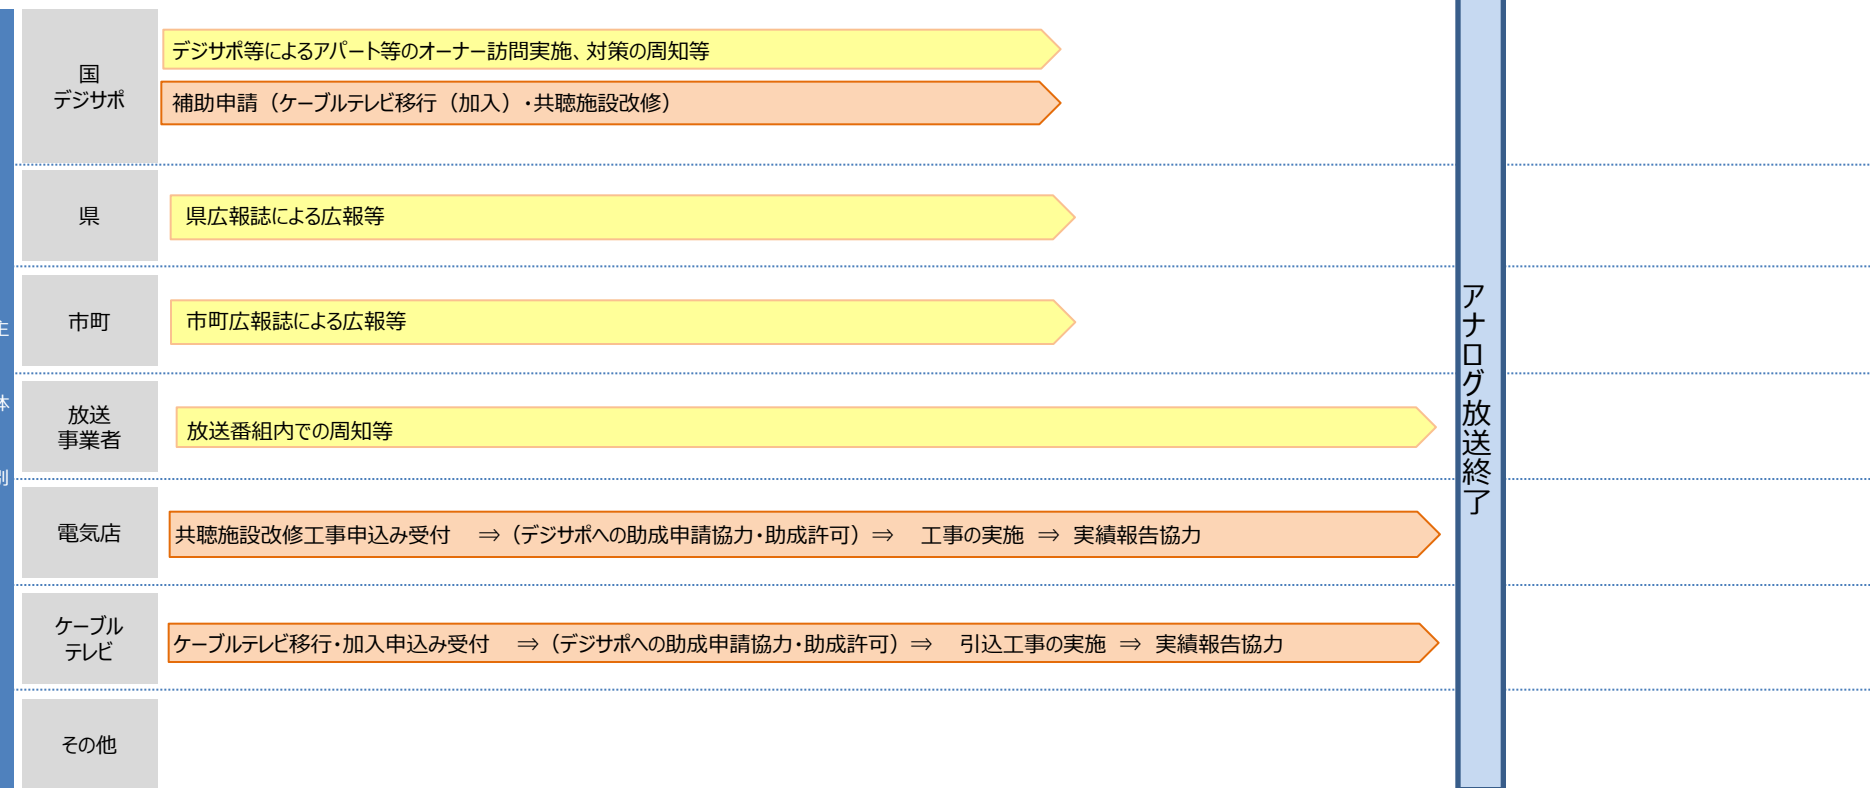 国
デジサポ
デジサポ等によるアパート等のオーナー訪問実施、対策の周知等
補助申請（ケーブルテレビ移行（加入）・共聴施設改修）
県
県広報誌による広報等
市町
市町広報誌による広報等
放送
事業者
放送番組内での周知等
電気店
共聴施設改修工事申込み受付　⇒（デジサポへの助成申請協力・助成許可）⇒　工事の実施 ⇒ 実績報告協力
ケーブル
テレビ
ケーブルテレビ移行・加入申込み受付　⇒（デジサポへの助成申請協力・助成許可）⇒　引込工事の実施 ⇒ 実績報告協力
その他
アナログ放送終了